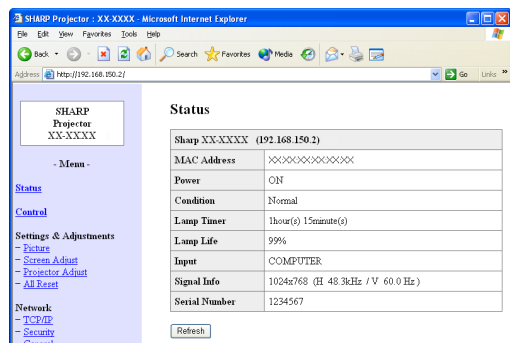 SHARP Projector : XX-XXXX - Microsoft Internet Explorer
File Edit View Favorites Tools Help
Back Search Favorites Media
Address http://192.168.150.2/ Go Links »
SHARP
Projector
XX-XXXX
- Menu -
Status
Control
Settings & Adjustments
– Picture
– Screen Adjust
– Projector Adjust
– All Reset
Network
– TCP/IP
– Security
Status
Sharp XX-XXXX (192.168.150.2)
MAC Address XXXXXXXXXXXX
Power ON
Condition Normal
Lamp Timer 1hour(s) 15minute(s)
Lamp Life 99%
Input COMPUTER
Signal Info 1024x768 (H 48.3kHz / V 60.0 Hz )
Serial Number 1234567
Refresh